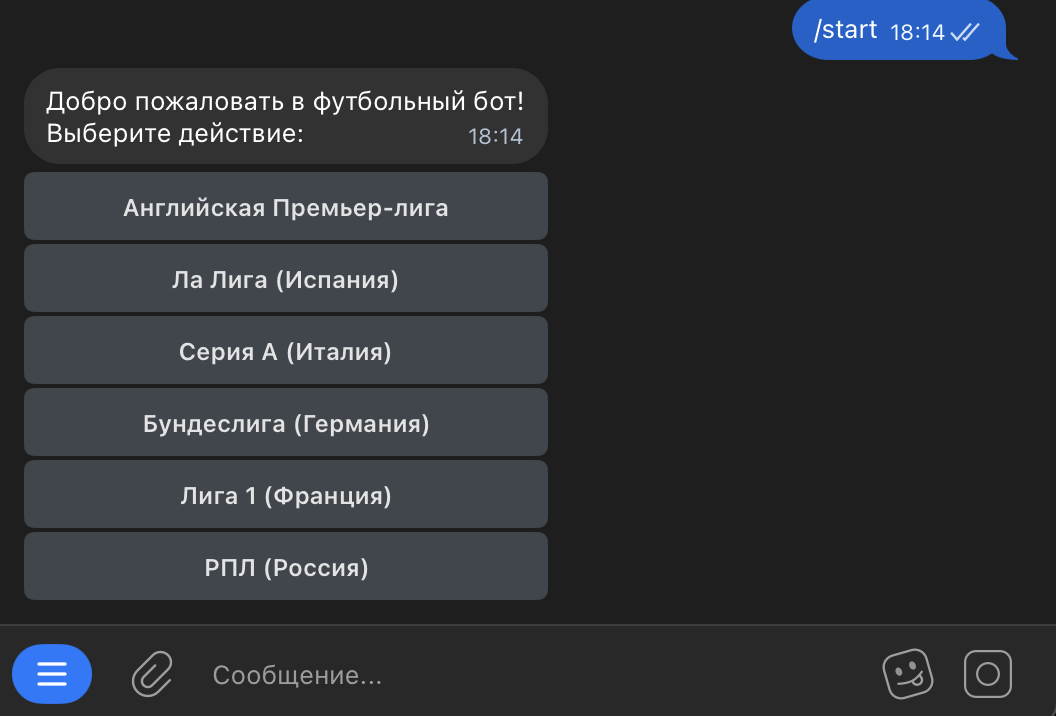 /start 18:14
Добро пожаловать в футбольный бот!
Выберите действие: 18:14
Английская Премьер-лига
Ла Лига (Испания)
Серия А (Италия)
Бундеслига (Германия)
Лига 1 (Франция)
РПЛ (Россия)
Сообщение...